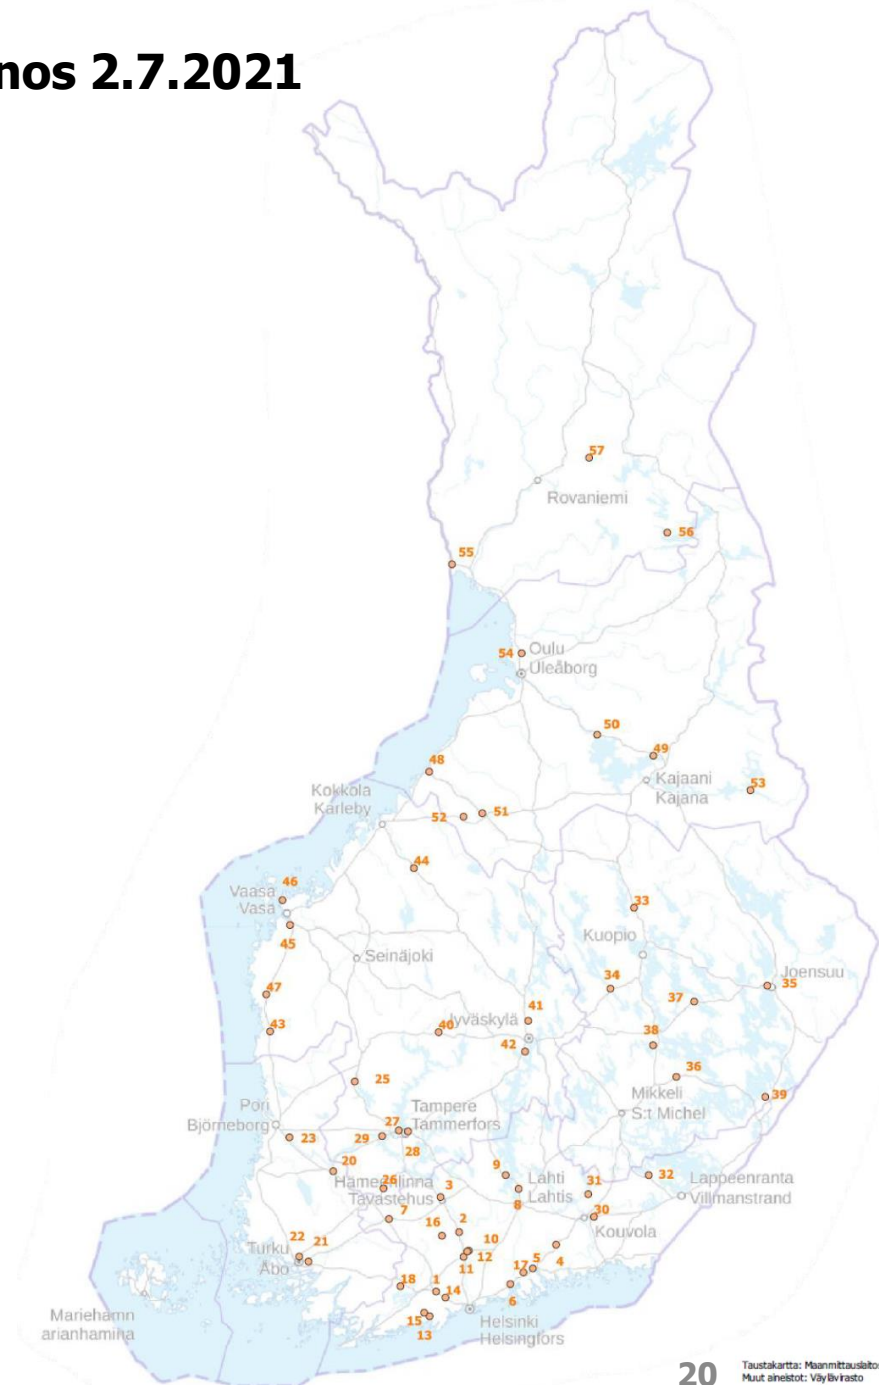 nos 2.7.2021
57
Rovaniemi
56
55
54
Oulu
Uleåborg
50
49
48
Kajaani
Kajana
53
Kokkola
Karleby
52
51
44
46
Vaasa
Vasa
45
33
Kuopio
Seinäjoki
Joensuu
35
34
47
37
41
Jyväskylä
40
43
42
38
36
25
Mikkeli
S:t Michel
39
Pori
Björneborg
Tampere
Tammerfors
27
23
29
28
20
9
32
Lappeenranta
Villmanstrand
Hämeenlinna
Tavastehus
26
3
Lahti
Lahtis
8
31
30
7
2
Kouvola
16
10
12
11
22
21
Turku
Åbo
4
5
17
18
1
14
6
15
13
Helsinki
Helsingfors
Mariehamn
arianhamina
20
Taustakartta: Maanmittauslaitos
Muut aineistot: Väylävirasto